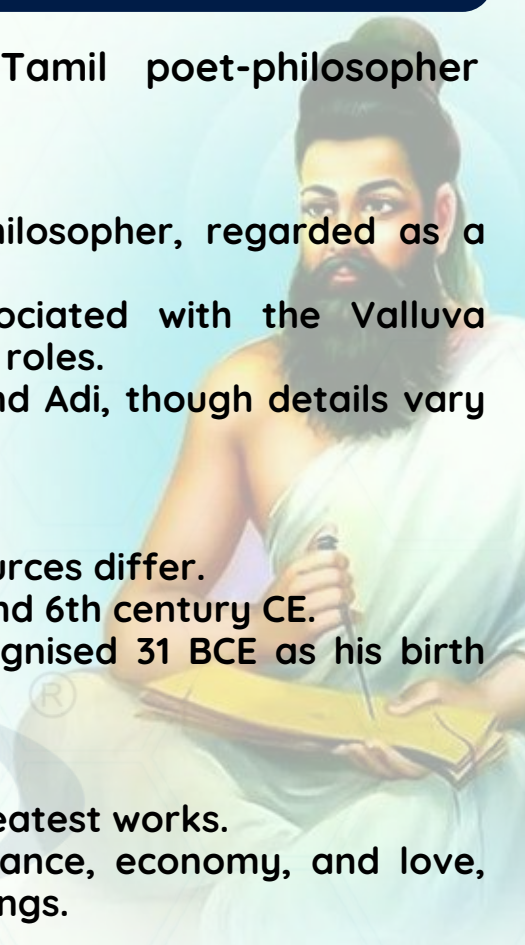 Tamil poet-philosopher
hilosopher, regarded as a
ociated with the Valluva
roles.
nd Adi, though details vary
urces differ.
nd 6th century CE.
gnised 31 BCE as his birth
®
eatest works.
ance, economy, and love,
ngs.